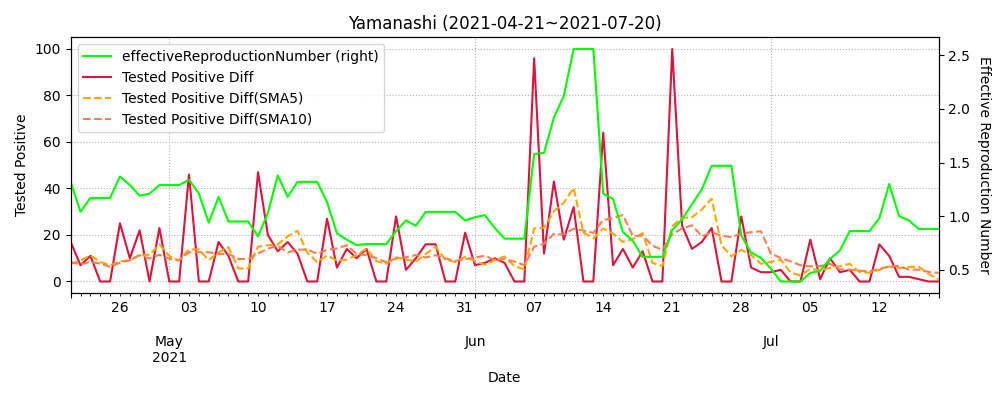 Yamanashi (2021-04-21~2021-07-20)
effectiveReproductionNumber (right)
Tested Positive Diff
Tested Positive Diff(SMA5)
Tested Positive Diff(SMA10)
Tested Positive
100
80
60
40
20
0
2.5
2.0
1.5
1.0
0.5
Effective Reproduction Number
26 03 10 17 24 31 07 14 21 28 05 12
May Jun Jul
2021
Date